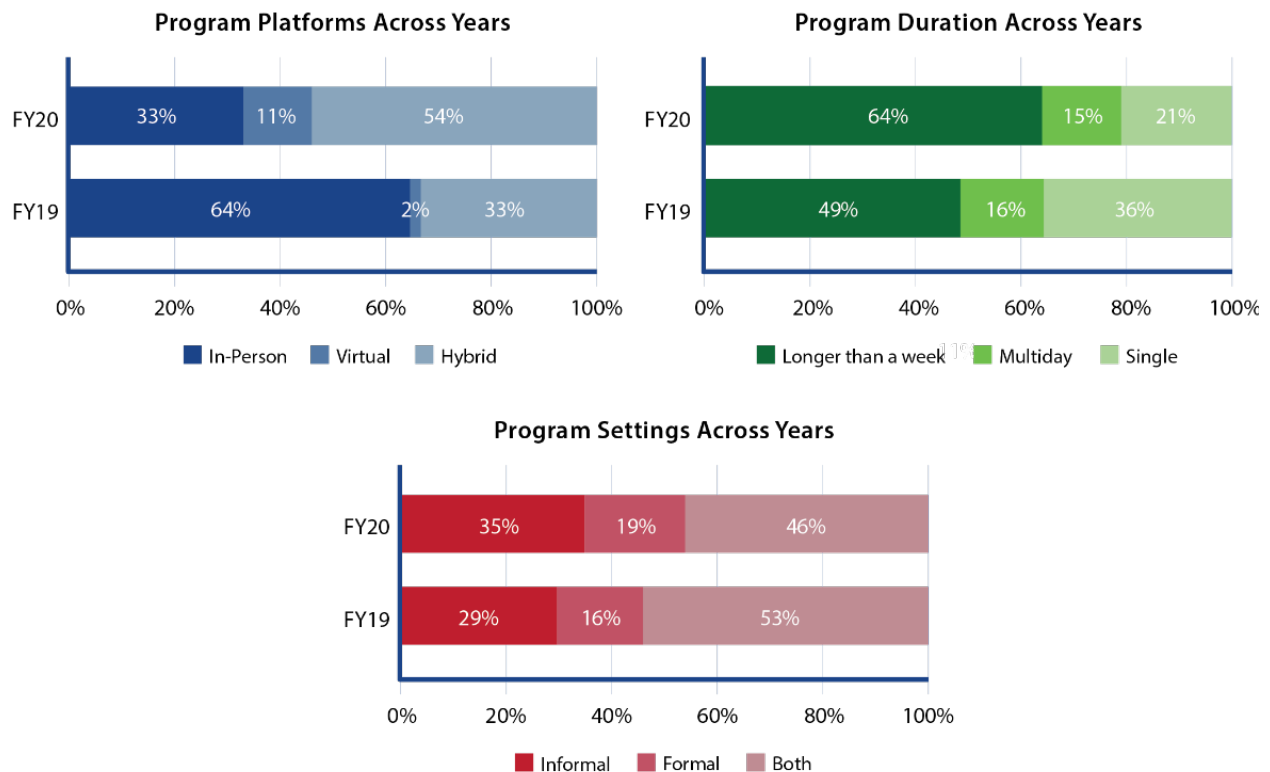 Program Platforms Across Years
FY20
33%
11%
54%
FY19
64%
2%
33%
0%
20%
40%
60%
80%
100%
In-Person
Virtual
Hybrid
Program Duration Across Years
FY20
64%
15%
21%
FY19
49%
16%
36%
0%
20%
40%
60%
80%
100%
Longer than a week
11%
Multiday
Single
Program Settings Across Years
FY20
35%
19%
46%
FY19
29%
16%
53%
0%
20%
40%
60%
80%
100%
Informal
Formal
Both